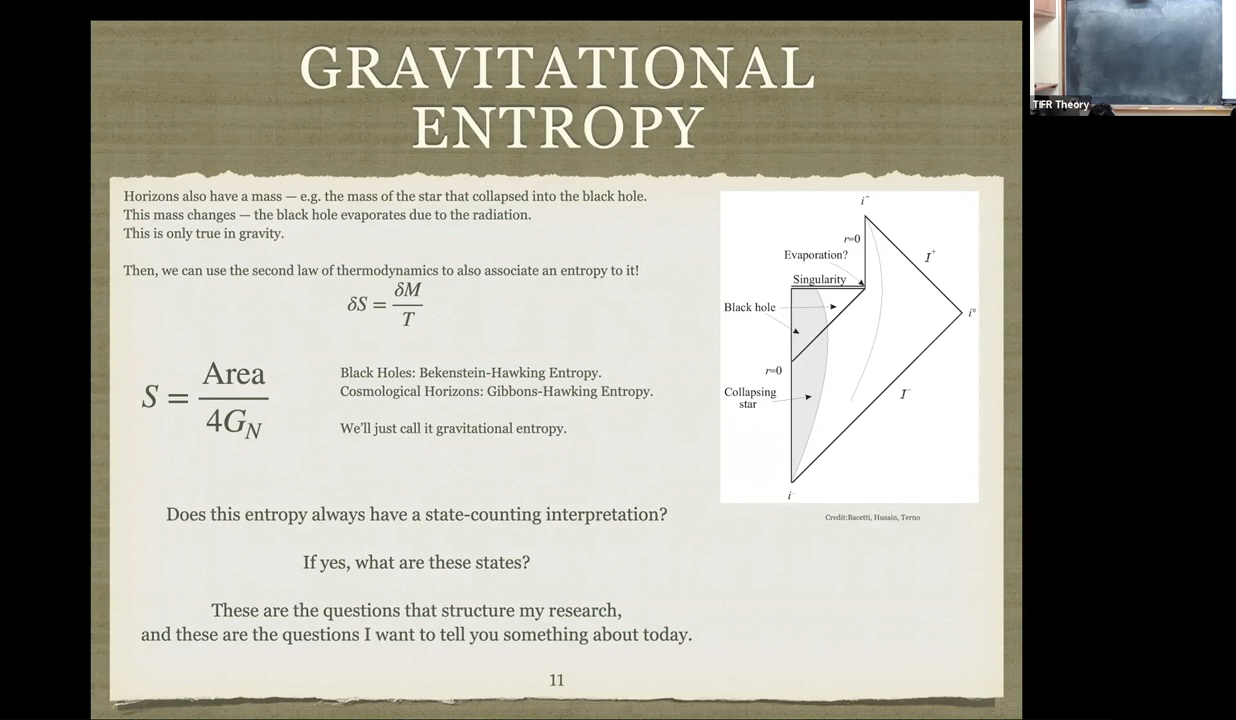 GRAVITATIONAL
ENTROPY
Horizons also have a mass — e.g. the mass of the star that collapsed into the black hole.
This mass changes — the black hole evaporates due to the radiation.
This is only true in gravity.
Then, we can use the second law of thermodynamics to also associate an entropy to it!
δS = δM / T
S = Area / 4G_N
Black Holes: Bekenstein-Hawking Entropy.
Cosmological Horizons: Gibbons-Hawking Entropy.
We'll just call it gravitational entropy.
Does this entropy always have a state-counting interpretation?
If yes, what are these states?
These are the questions that structure my research,
and these are the questions I want to tell you something about today.
11
i⁺
r=0
Evaporation?
I⁺
Singularity
Black hole
i⁰
r=0
Collapsing
star
I⁻
i⁻
Credit:Bacetti, Husain, Terno
TIFR Theory